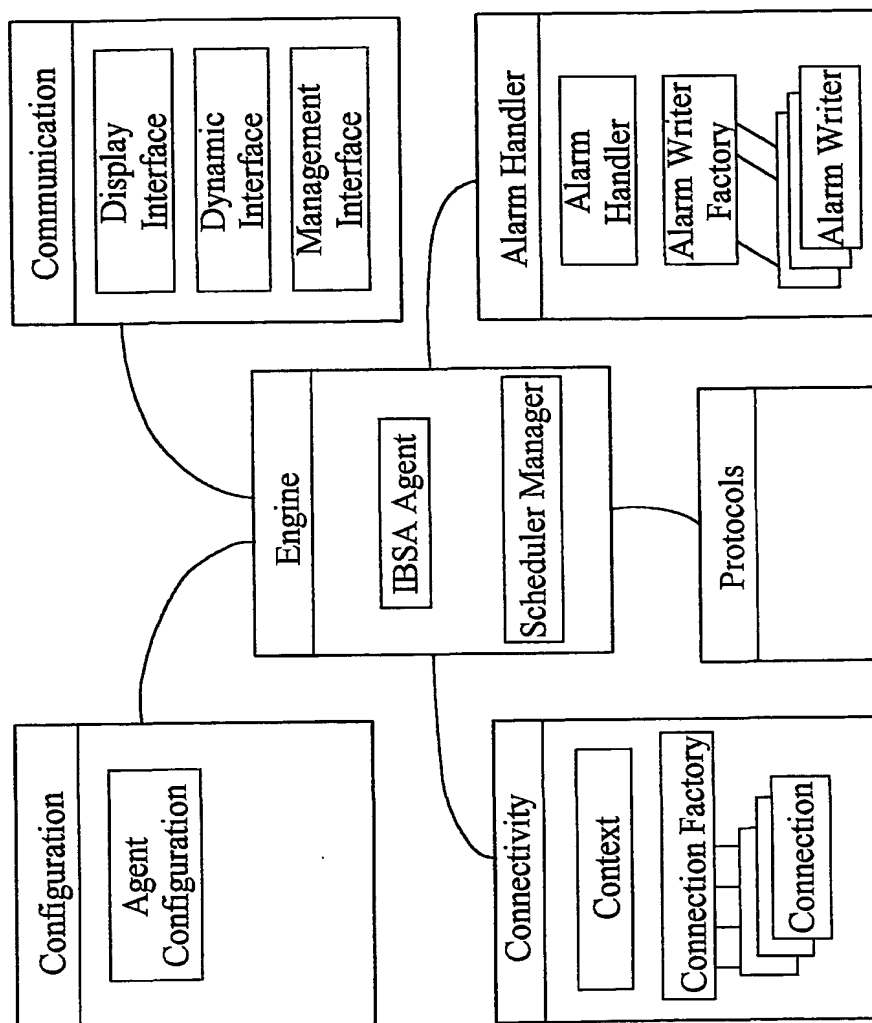 Configuration
Agent
Configuration
Communication
Display
Interface
Dynamic
Interface
Management
Interface
Engine
IBSA Agent
Scheduler Manager
Connectivity
Context
Connection Factory
Connection
Protocols
Alarm Handler
Alarm
Handler
Alarm Writer
Factory
Alarm Writer